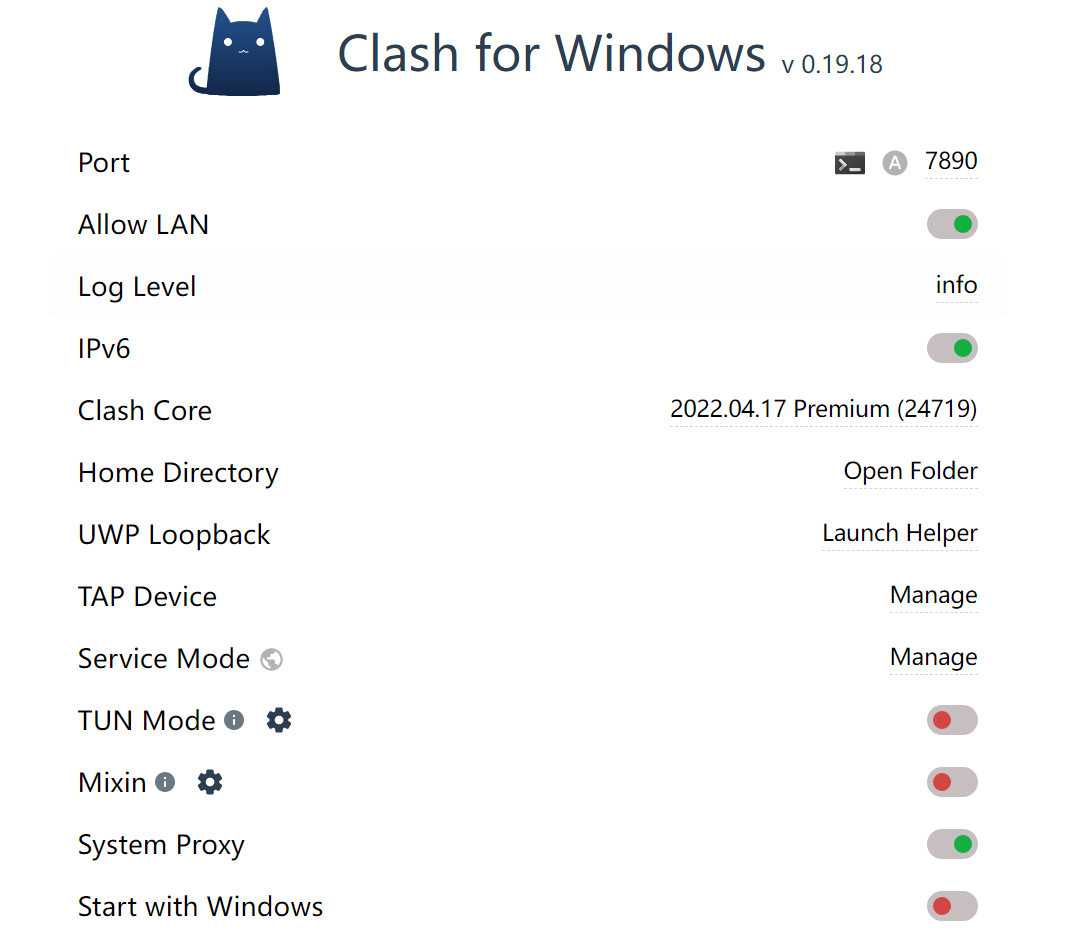 Clash for Windows v 0.19.18
Port A 7890
Allow LAN
Log Level info
IPv6
Clash Core 2022.04.17 Premium (24719)
Home Directory Open Folder
UWP Loopback Launch Helper
TAP Device Manage
Service Mode Manage
TUN Mode
Mixin
System Proxy
Start with Windows